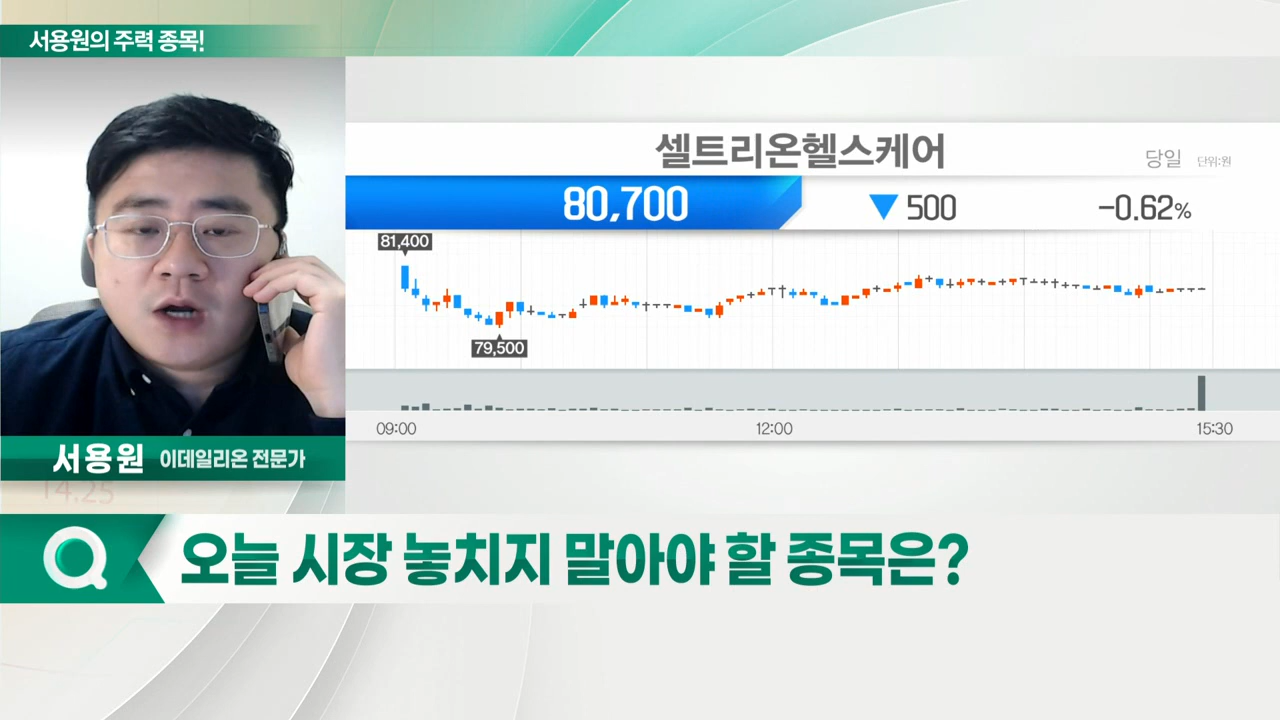 서용원의 주력 종목!
셀트리온헬스케어
당일 단위:원
80,700 ▼500 -0.62%
81,400
79,500
09:00 12:00 15:30
서용원 이데일리온 전문가
14.25
Q 오늘 시장 놓치지 말아야 할 종목은?